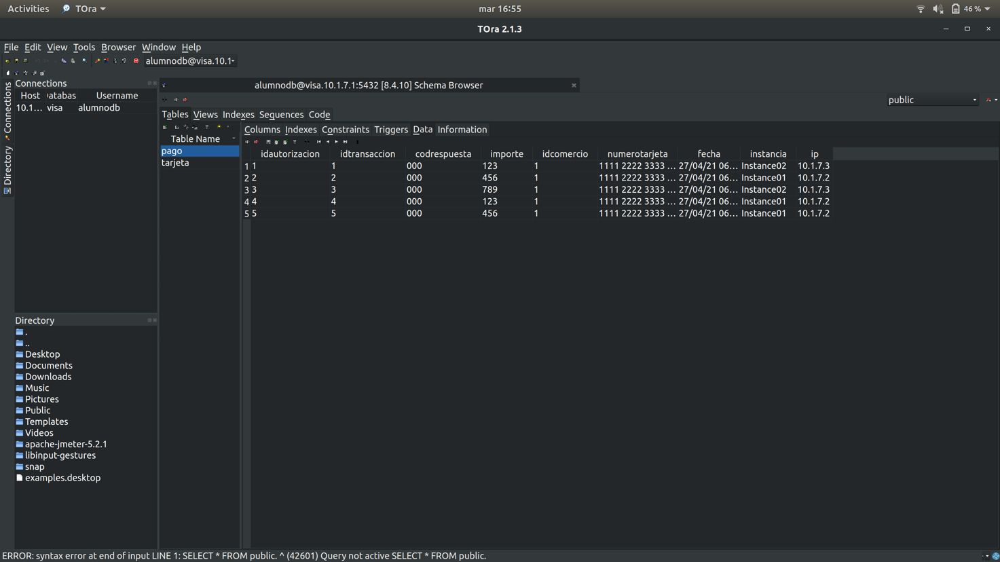 Activities TOra mar 16:55 46 %
TOra 2.1.3
File Edit View Tools Browser Window Help
alumnodb@visa.10.1
Connections
Host atabas Username
10.1... visa alumnodb
Connections
Directory
alumnodb@visa.10.1.7.1:5432 [8.4.10] Schema Browser
public
Tables Views Indexes Sequences Code
Table Name
pago
tarjeta
Columns Indexes Constraints Triggers Data Information
idautorizacion idtransaccion codrespuesta importe idcomercio numerotarjeta fecha instancia ip
1 1 1 000 123 1 1111 2222 3333 ... 27/04/21 06... Instance02 10.1.7.3
2 2 2 000 456 1 1111 2222 3333 ... 27/04/21 06... Instance01 10.1.7.2
3 3 3 000 789 1 1111 2222 3333 ... 27/04/21 06... Instance02 10.1.7.3
4 4 4 000 123 1 1111 2222 3333 ... 27/04/21 06... Instance01 10.1.7.2
5 5 5 000 456 1 1111 2222 3333 ... 27/04/21 06... Instance01 10.1.7.2
Directory
.
..
Desktop
Documents
Downloads
Music
Pictures
Public
Templates
Videos
apache-jmeter-5.2.1
libinput-gestures
snap
examples.desktop
ERROR: syntax error at end of input LINE 1: SELECT * FROM public. ^ (42601) Query not active SELECT * FROM public.